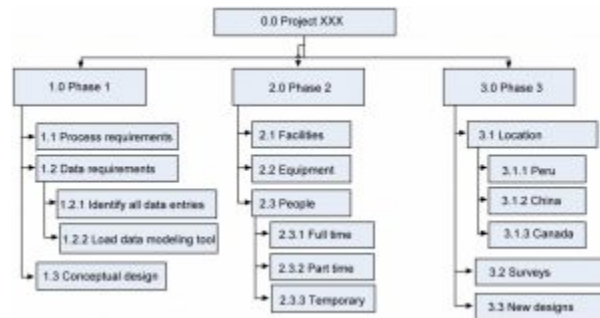 0.0 Project XXX
1.0 Phase 1
1.1 Process requirements
1.2 Data requirements
1.2.1 Identify all data entries
1.2.2 Load data modeling tool
1.3 Conceptual design
2.0 Phase 2
2.1 Facilities
2.2 Equipment
2.3 People
2.3.1 Full time
2.3.2 Part time
2.3.3 Temporary
3.0 Phase 3
3.1 Location
3.1.1 Peru
3.1.2 China
3.1.3 Canada
3.2 Surveys
3.3 New designs